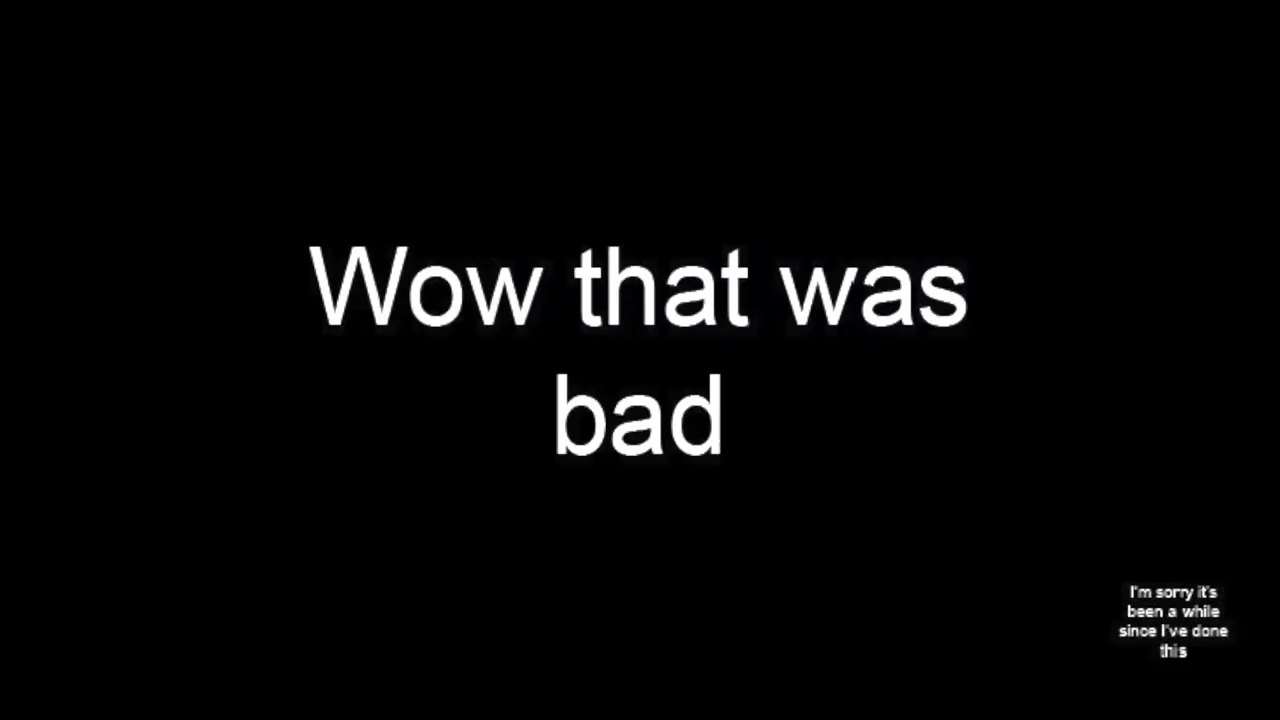 Wow that was
bad
I'm sorry it's
been a while
since I've done
this